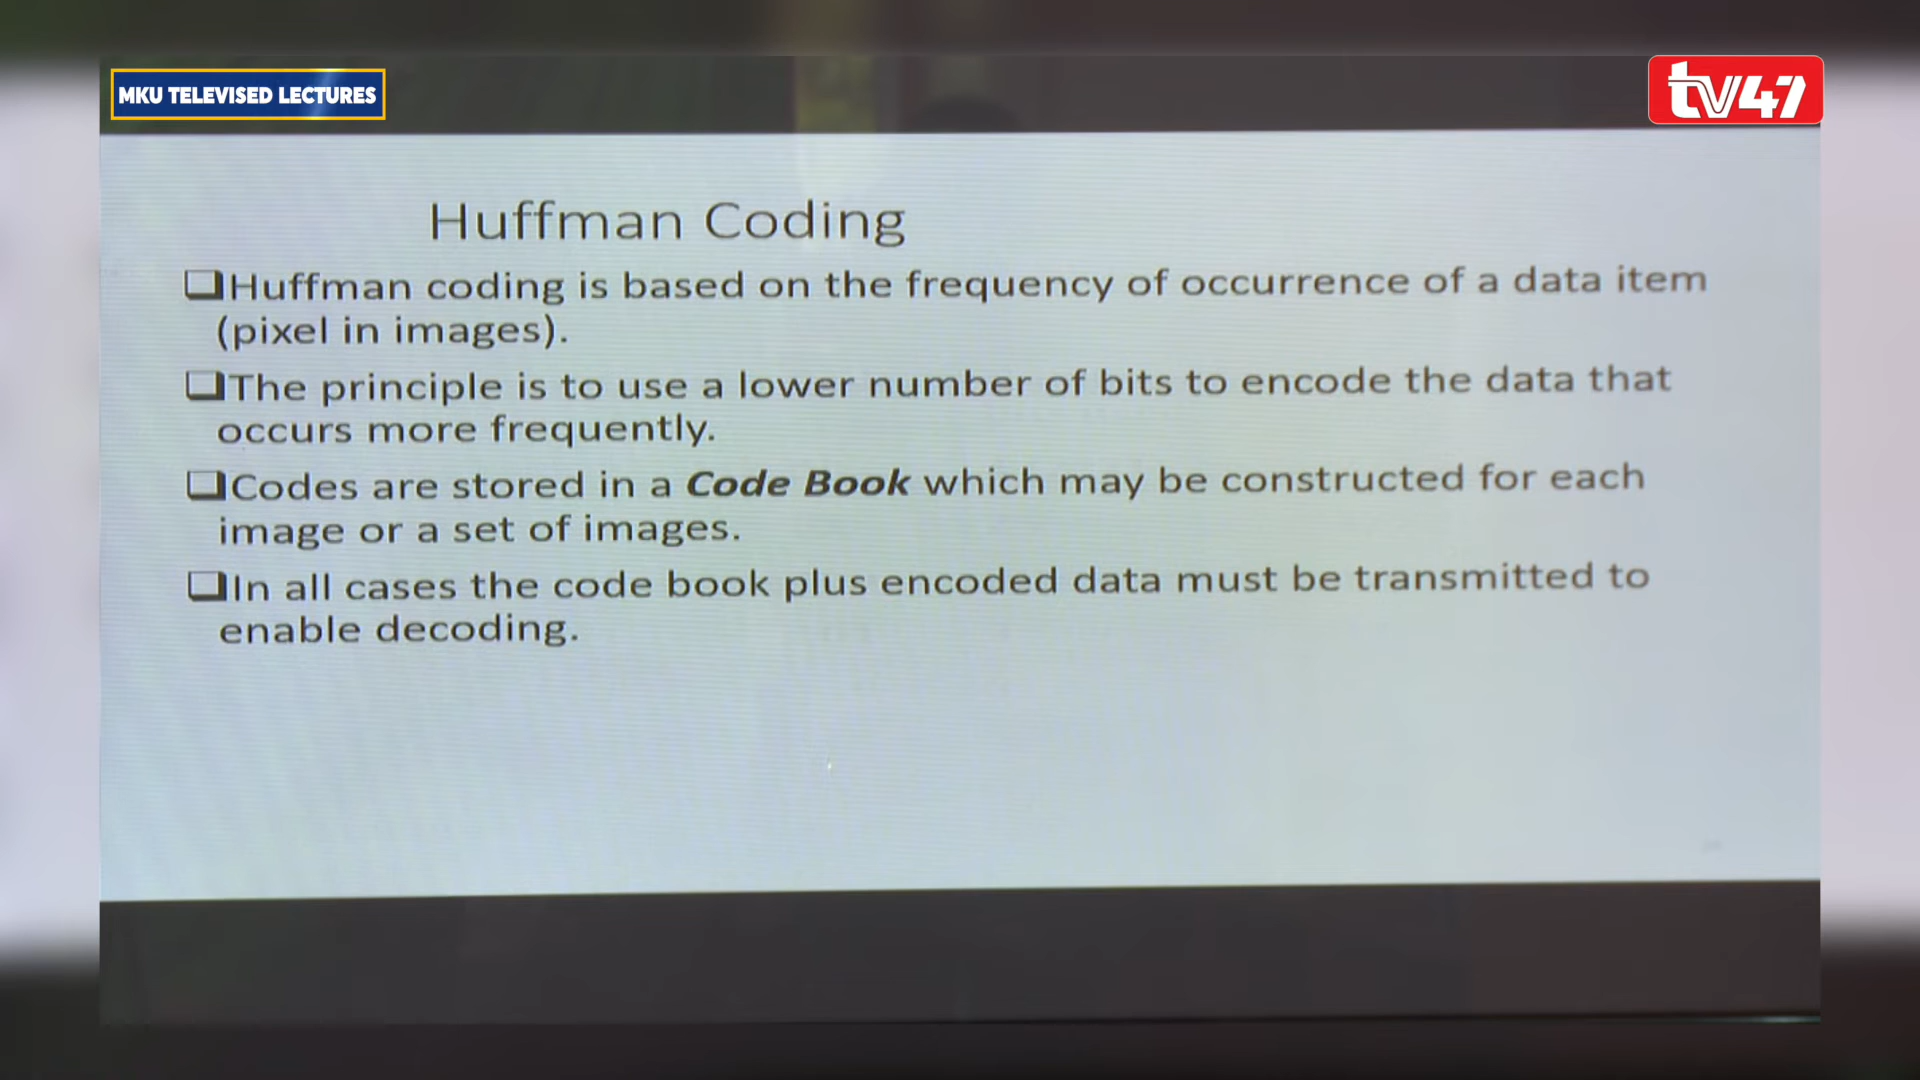 MKU TELEVISED LECTURES
tv47
Huffman Coding
❑Huffman coding is based on the frequency of occurrence of a data item
(pixel in images).
❑The principle is to use a lower number of bits to encode the data that
occurs more frequently.
❑Codes are stored in a Code Book which may be constructed for each
image or a set of images.
❑In all cases the code book plus encoded data must be transmitted to
enable decoding.